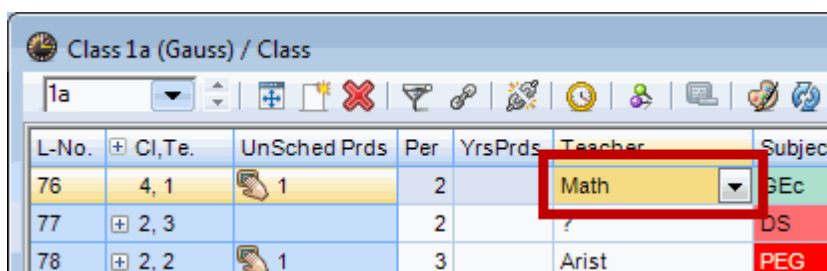 Class 1a (Gauss) / Class
1a
L-No. Cl,Te. UnSched Prds Per YrsPrds Teacher Subjec
76 4, 1 1 2 Math GEc
77 2, 3 2 ? DS
78 2, 2 1 3 Arist PEG